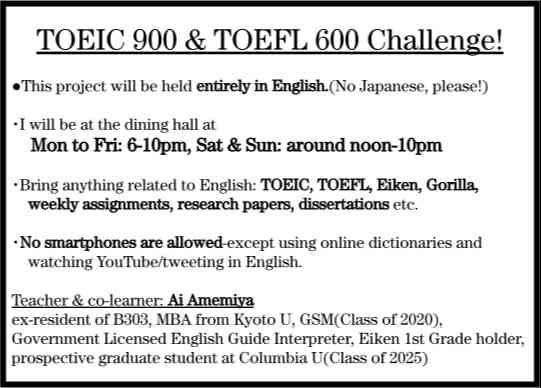 TOEIC 900 & TOEFL 600 Challenge!
●This project will be held entirely in English.(No Japanese, please!)
・I will be at the dining hall at
Mon to Fri: 6-10pm, Sat & Sun: around noon-10pm
・Bring anything related to English: TOEIC, TOEFL, Eiken, Gorilla,
weekly assignments, research papers, dissertations etc.
・No smartphones are allowed-except using online dictionaries and
watching YouTube/tweeting in English.
Teacher & co-learner: Ai Amemiya
ex-resident of B303, MBA from Kyoto U, GSM(Class of 2020),
Government Licensed English Guide Interpreter, Eiken 1st Grade holder,
prospective graduate student at Columbia U(Class of 2025)